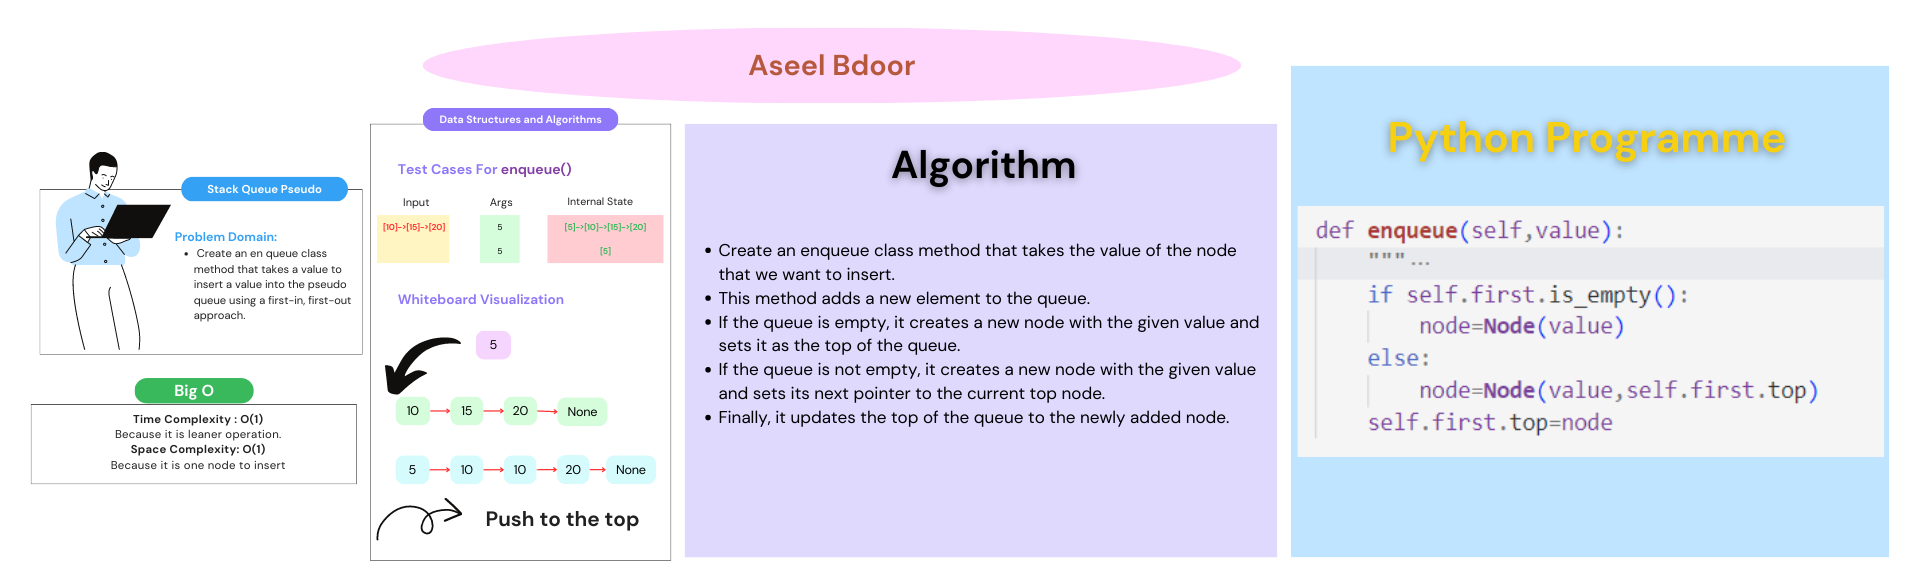 Aseel Bdoor
Stack Queue Pseudo
Problem Domain:
• Create an en queue class
method that takes a value to
insert a value into the pseudo
queue using a first-in, first-out
approach.
Big O
Time Complexity : O(1)
Because it is leaner operation.
Space Complexity: O(1)
Because it is one node to insert
Data Structures and Algorithms
Test Cases For enqueue()
Input Args Internal State
[10]->[15]->[20] 5 [5]->[10]->[15]->[20]
5 [5]
Whiteboard Visualization
5
10 15 20 None
5 10 10 20 None
Push to the top
Algorithm
• Create an enqueue class method that takes the value of the node
that we want to insert.
• This method adds a new element to the queue.
• If the queue is empty, it creates a new node with the given value and
sets it as the top of the queue.
• If the queue is not empty, it creates a new node with the given value
and sets its next pointer to the current top node.
• Finally, it updates the top of the queue to the newly added node.
Python Programme
def enqueue(self,value):
"""...
if self.first.is_empty():
node=Node(value)
else:
node=Node(value,self.first.top)
self.first.top=node